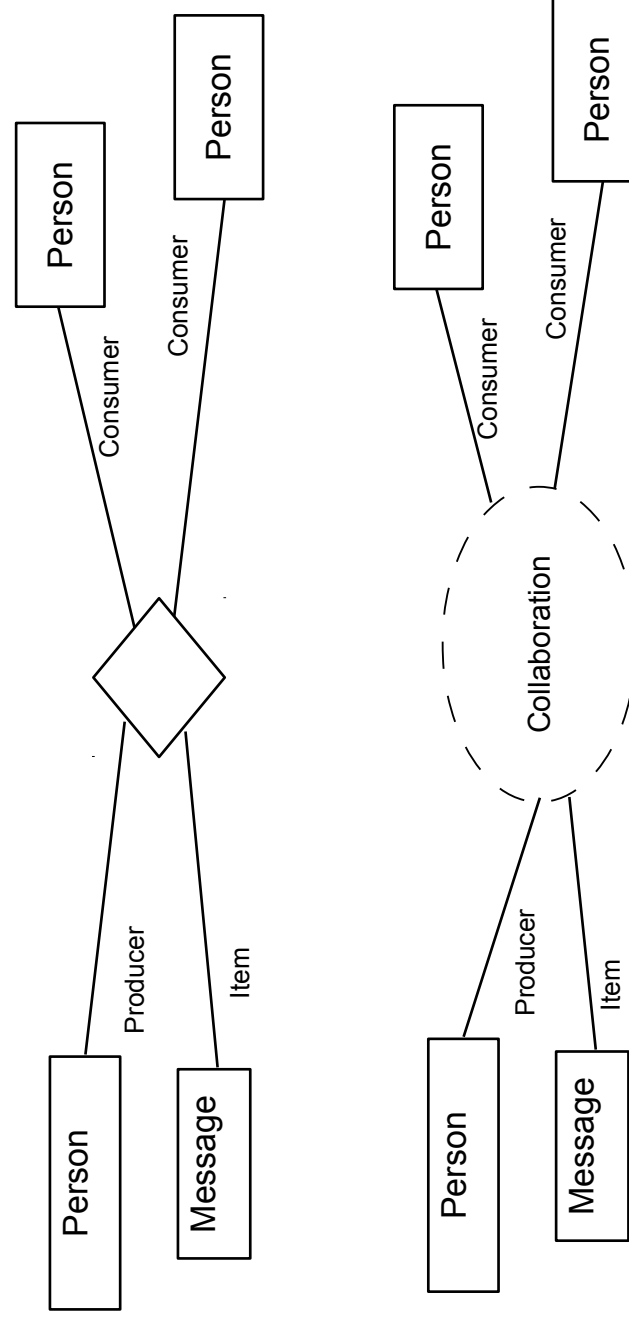 Person
Producer
Message
Item
Consumer
Person
Consumer
Person
Person
Producer
Message
Item
Collaboration
Consumer
Person
Consumer
Person